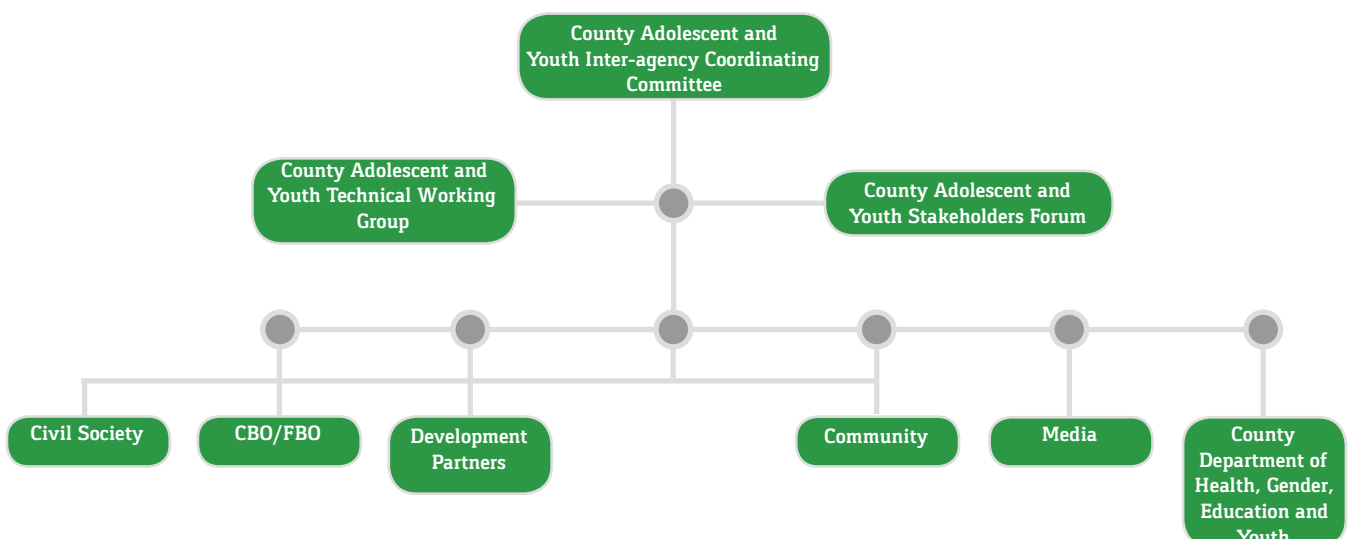 County Adolescent and
Youth Inter-agency Coordinating
Committee
County Adolescent and
Youth Technical Working
Group
County Adolescent and
Youth Stakeholders Forum
Civil Society
CBO/FBO
Development
Partners
Community
Media
County
Department of
Health, Gender,
Education and
Youth